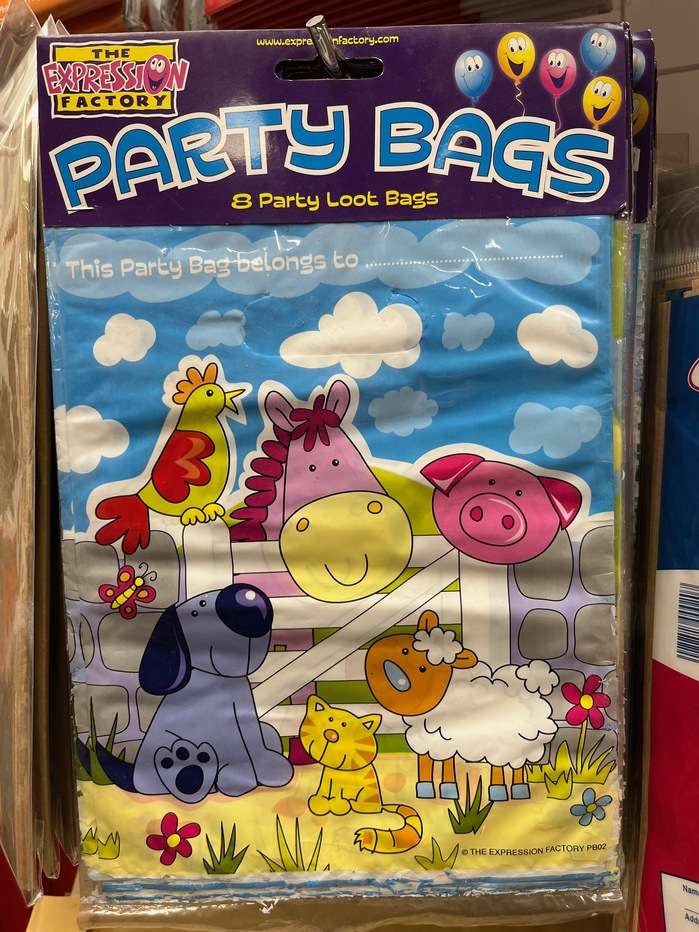 www.expressionfactory.com
THE
EXPRESSION
FACTORY
PARTY BAGS
8 Party Loot Bags
This Party Bag belongs to ........................................
© THE EXPRESSION FACTORY PB02